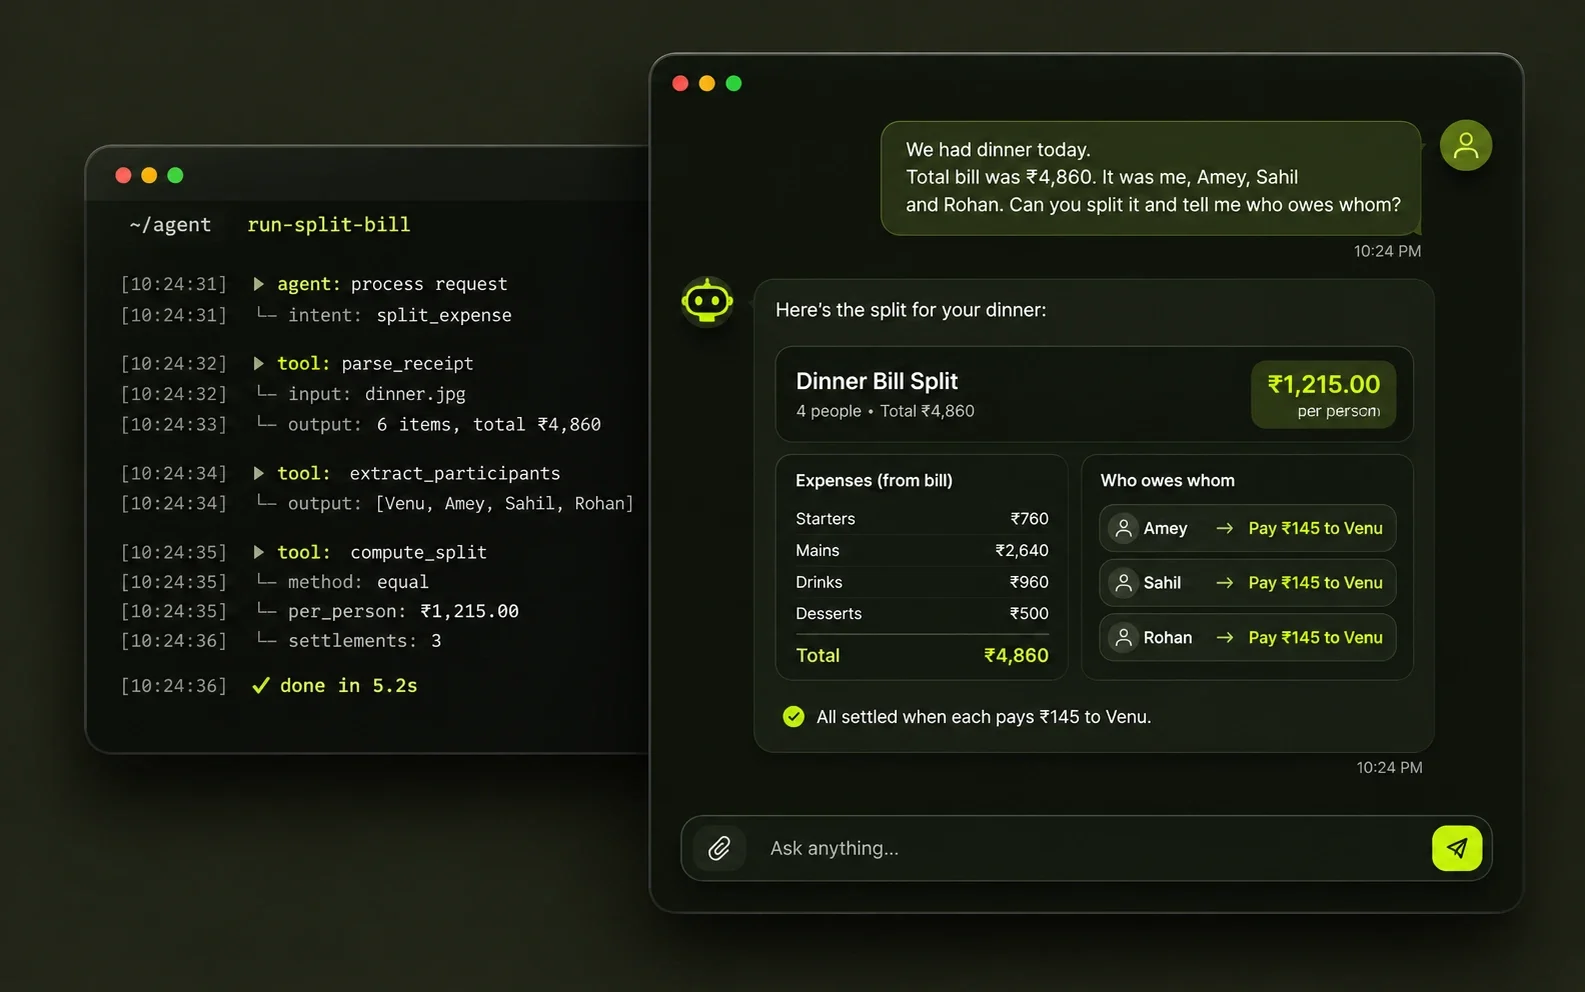 ~/agent run-split-bill
[10:24:31] ▶ agent: process request
[10:24:31] └─ intent: split_expense
[10:24:32] ▶ tool: parse_receipt
[10:24:32] └─ input: dinner.jpg
[10:24:33] └─ output: 6 items, total ₹4,860
[10:24:34] ▶ tool: extract_participants
[10:24:34] └─ output: [Venu, Amey, Sahil, Rohan]
[10:24:35] ▶ tool: compute_split
[10:24:35] └─ method: equal
[10:24:35] └─ per_person: ₹1,215.00
[10:24:36] └─ settlements: 3
[10:24:36] ✓ done in 5.2s
We had dinner today.
Total bill was ₹4,860. It was me, Amey, Sahil
and Rohan. Can you split it and tell me who owes whom?
10:24 PM
Here's the split for your dinner:
Dinner Bill Split
4 people • Total ₹4,860
₹1,215.00
per person
Expenses (from bill)
Starters ₹760
Mains ₹2,640
Drinks ₹960
Desserts ₹500
Total ₹4,860
Who owes whom
Amey → Pay ₹145 to Venu
Sahil → Pay ₹145 to Venu
Rohan → Pay ₹145 to Venu
All settled when each pays ₹145 to Venu.
10:24 PM
Ask anything...